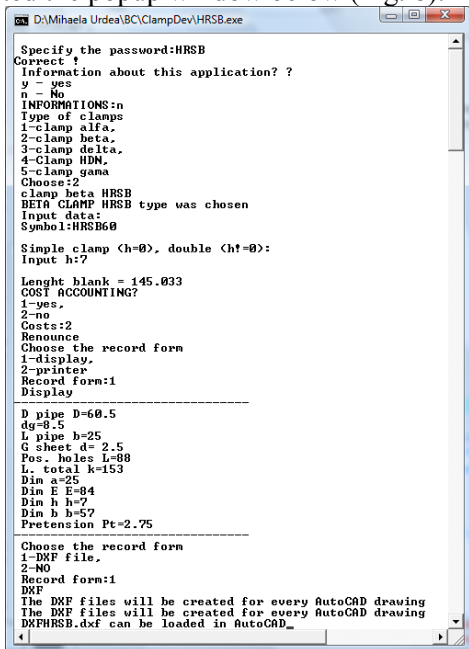 D:\Mihaela Urdea\BC\ClampDev\HRSB.exe
Specify the password:HRSB
Correct !
Information about this application? ?
y - yes
n - No
INFORMATIONS:n
Type of clamps
1-clamp alfa,
2-clamp beta,
3-clamp delta,
4-Clamp HDN,
5-clamp gama
Choose:2
clamp beta HRSB
BETA CLAMP HRSB type was chosen
Input data:
Symbol:HRSB60
Simple clamp (h=0), double (h!=0):
Input h:7
Lenght blank = 145.033
COST ACCOUNTING?
1-yes,
2-no
Costs:2
Renounce
Choose the record form
1-display,
2-printer
Record form:1
Display
--------------------------------
D pipe D=60.5
dg=8.5
L pipe b=25
G sheet d= 2.5
Pos. holes L=88
L. total k=153
Dim a=25
Dim E E=84
Dim h h=7
Dim b b=57
Pretension Pt=2.75
--------------------------------
Choose the record form
1-DXF file,
2-NO
Record form:1
DXF
The DXF files will be created for every AutoCAD drawing
The DXF files will be created for every AutoCAD drawing
DXFHRSB.dxf can be loaded in AutoCAD_